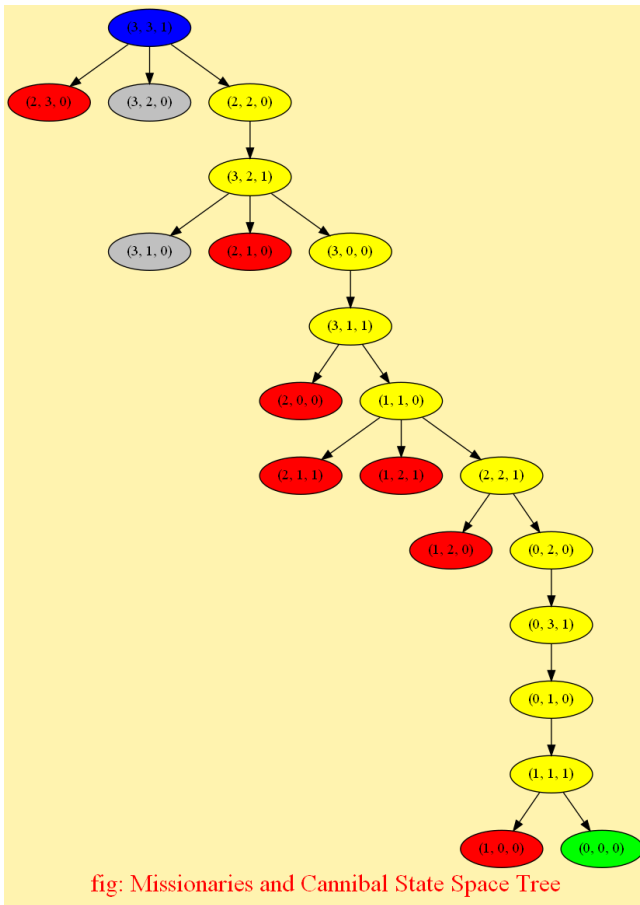 (3, 3, 1)
(2, 3, 0) (3, 2, 0) (2, 2, 0)
(3, 2, 1)
(3, 1, 0) (2, 1, 0) (3, 0, 0)
(3, 1, 1)
(2, 0, 0) (1, 1, 0)
(2, 1, 1) (1, 2, 1) (2, 2, 1)
(1, 2, 0) (0, 2, 0)
(0, 3, 1)
(0, 1, 0)
(1, 1, 1)
(1, 0, 0) (0, 0, 0)
fig: Missionaries and Cannibal State Space Tree